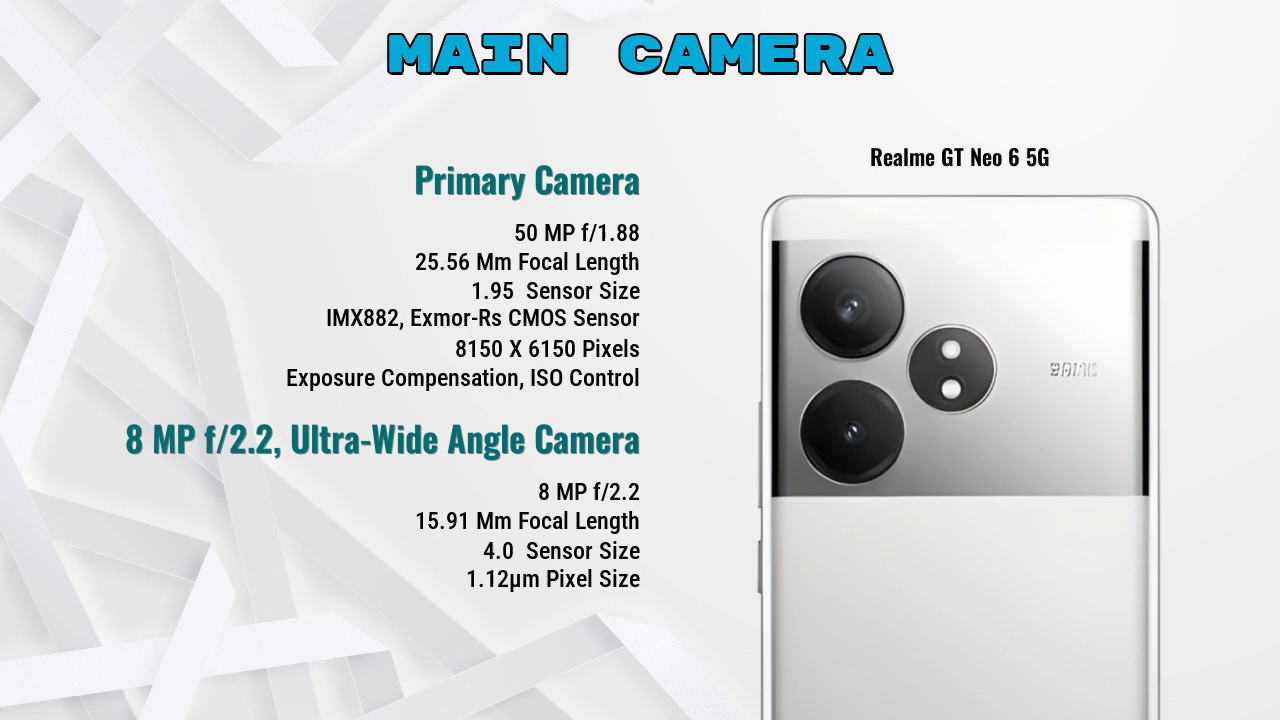 MAIN CAMERA
Realme GT Neo 6 5G
Primary Camera
50 MP f/1.88
25.56 Mm Focal Length
1.95 Sensor Size
IMX882, Exmor-Rs CMOS Sensor
8150 X 6150 Pixels
Exposure Compensation, ISO Control
8 MP f/2.2, Ultra-Wide Angle Camera
8 MP f/2.2
15.91 Mm Focal Length
4.0 Sensor Size
1.12µm Pixel Size